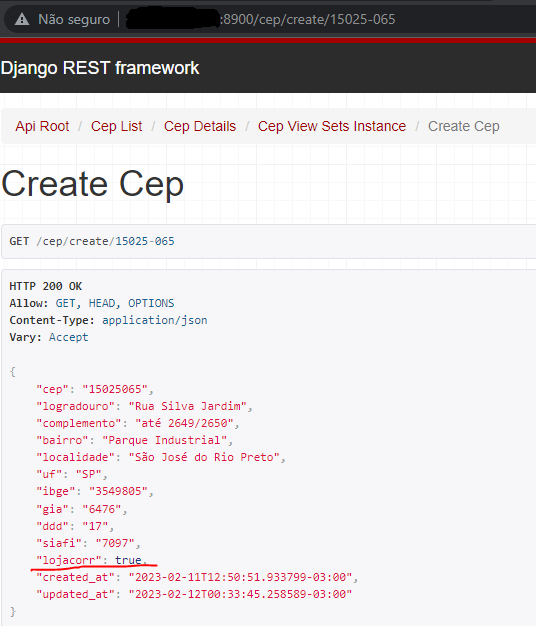 Não seguro :8900/cep/create/15025-065
Django REST framework
Api Root / Cep List / Cep Details / Cep View Sets Instance / Create Cep
Create Cep
GET /cep/create/15025-065
HTTP 200 OK
Allow: GET, HEAD, OPTIONS
Content-Type: application/json
Vary: Accept
{
"cep": "15025065",
"logradouro": "Rua Silva Jardim",
"complemento": "até 2649/2650",
"bairro": "Parque Industrial",
"localidade": "São José do Rio Preto",
"uf": "SP",
"ibge": "3549805",
"gia": "6476",
"ddd": "17",
"siafi": "7097",
"lojacorr": true,
"created_at": "2023-02-11T12:50:51.933799-03:00",
"updated_at": "2023-02-12T00:33:45.258589-03:00"
}